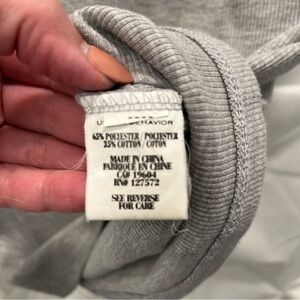 BEHAVIOR
65% POLYESTER / POLYESTER
35% COTTON / COTON
MADE IN CHINA
FABRIQUE EN CHINE
CA# 19604
RN# 127572
SEE REVERSE
FOR CARE